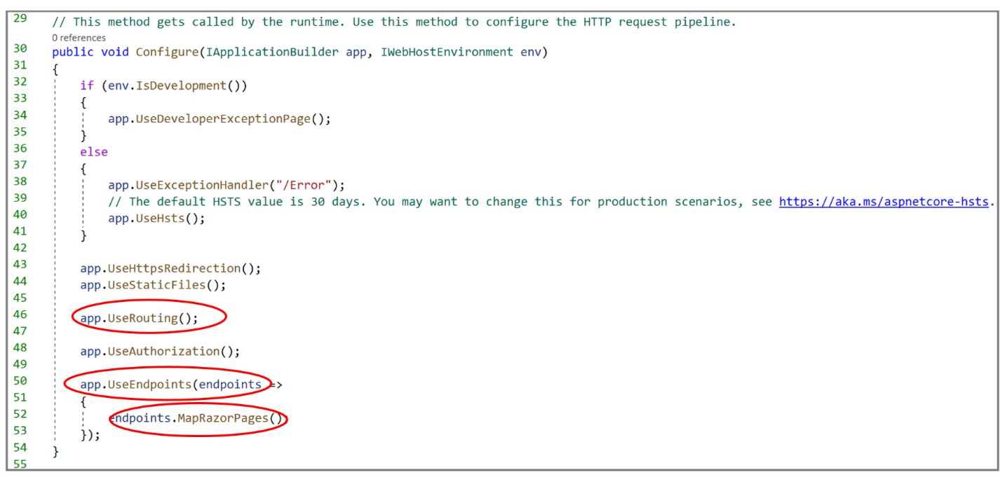 29 // This method gets called by the runtime. Use this method to configure the HTTP request pipeline.
0 references
30 public void Configure(IApplicationBuilder app, IWebHostEnvironment env)
31 {
32 if (env.IsDevelopment())
33 {
34 app.UseDeveloperExceptionPage();
35 }
36 else
37 {
38 app.UseExceptionHandler("/Error");
39 // The default HSTS value is 30 days. You may want to change this for production scenarios, see https://aka.ms/aspnetcore-hsts.
40 app.UseHsts();
41 }
42
43 app.UseHttpsRedirection();
44 app.UseStaticFiles();
45
46 app.UseRouting();
47
48 app.UseAuthorization();
49
50 app.UseEndpoints(endpoints =>
51 {
52 endpoints.MapRazorPages();
53 });
54 }
55